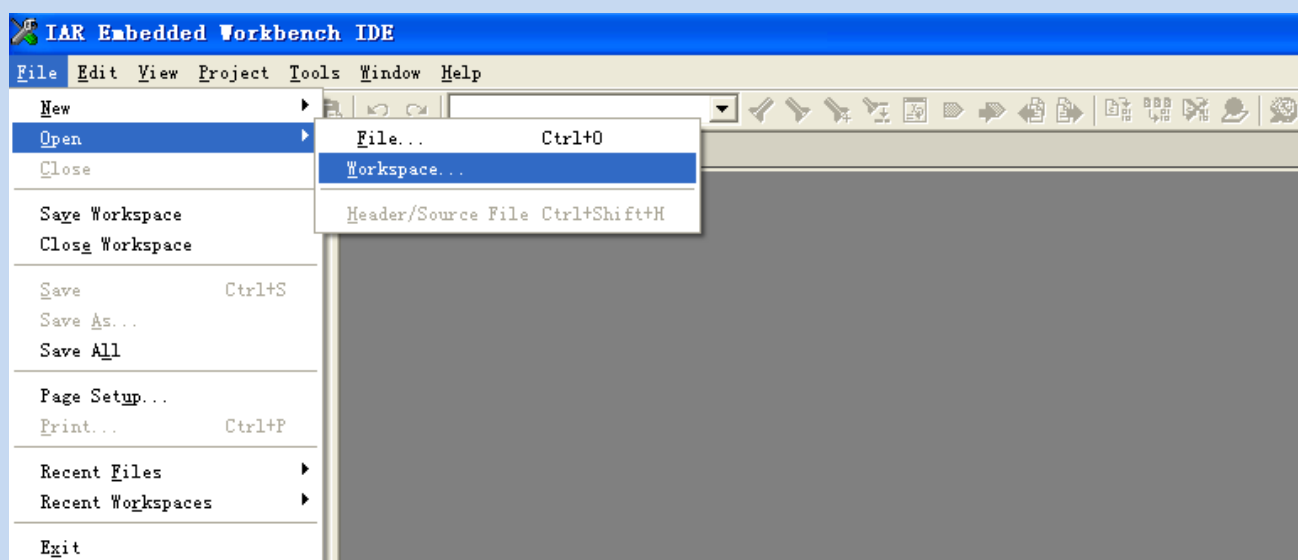 IAR Embedded Workbench IDE
File Edit View Project Tools Window Help
New
Open
Close
Save Workspace
Close Workspace
Save Ctrl+S
Save As...
Save All
Page Setup...
Print... Ctrl+P
Recent Files
Recent Workspaces
Exit
File... Ctrl+O
Workspace...
Header/Source File Ctrl+Shift+H